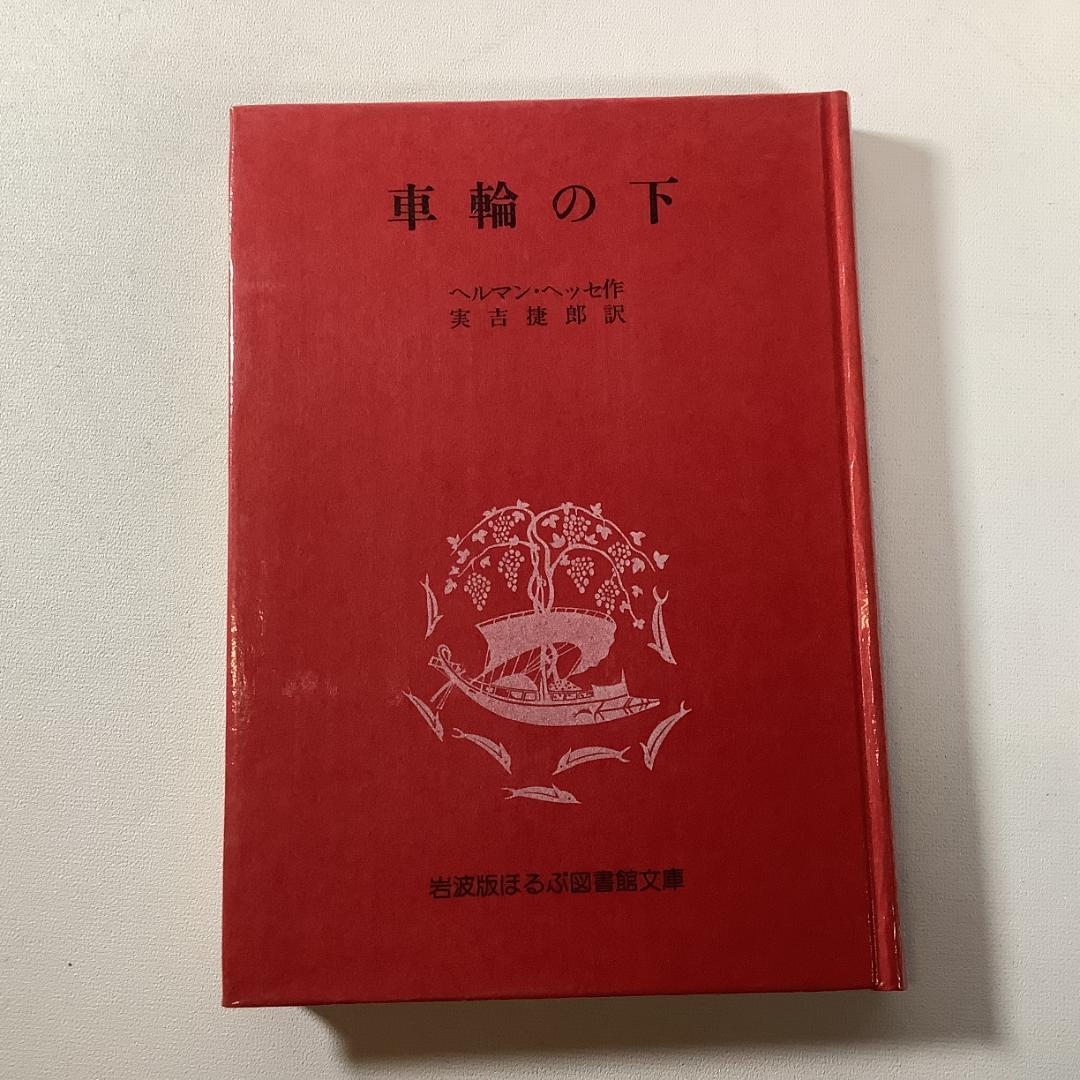 車輪の下
ヘルマン・ヘッセ作
実吉捷郎訳
岩波版ほるぷ図書館文庫